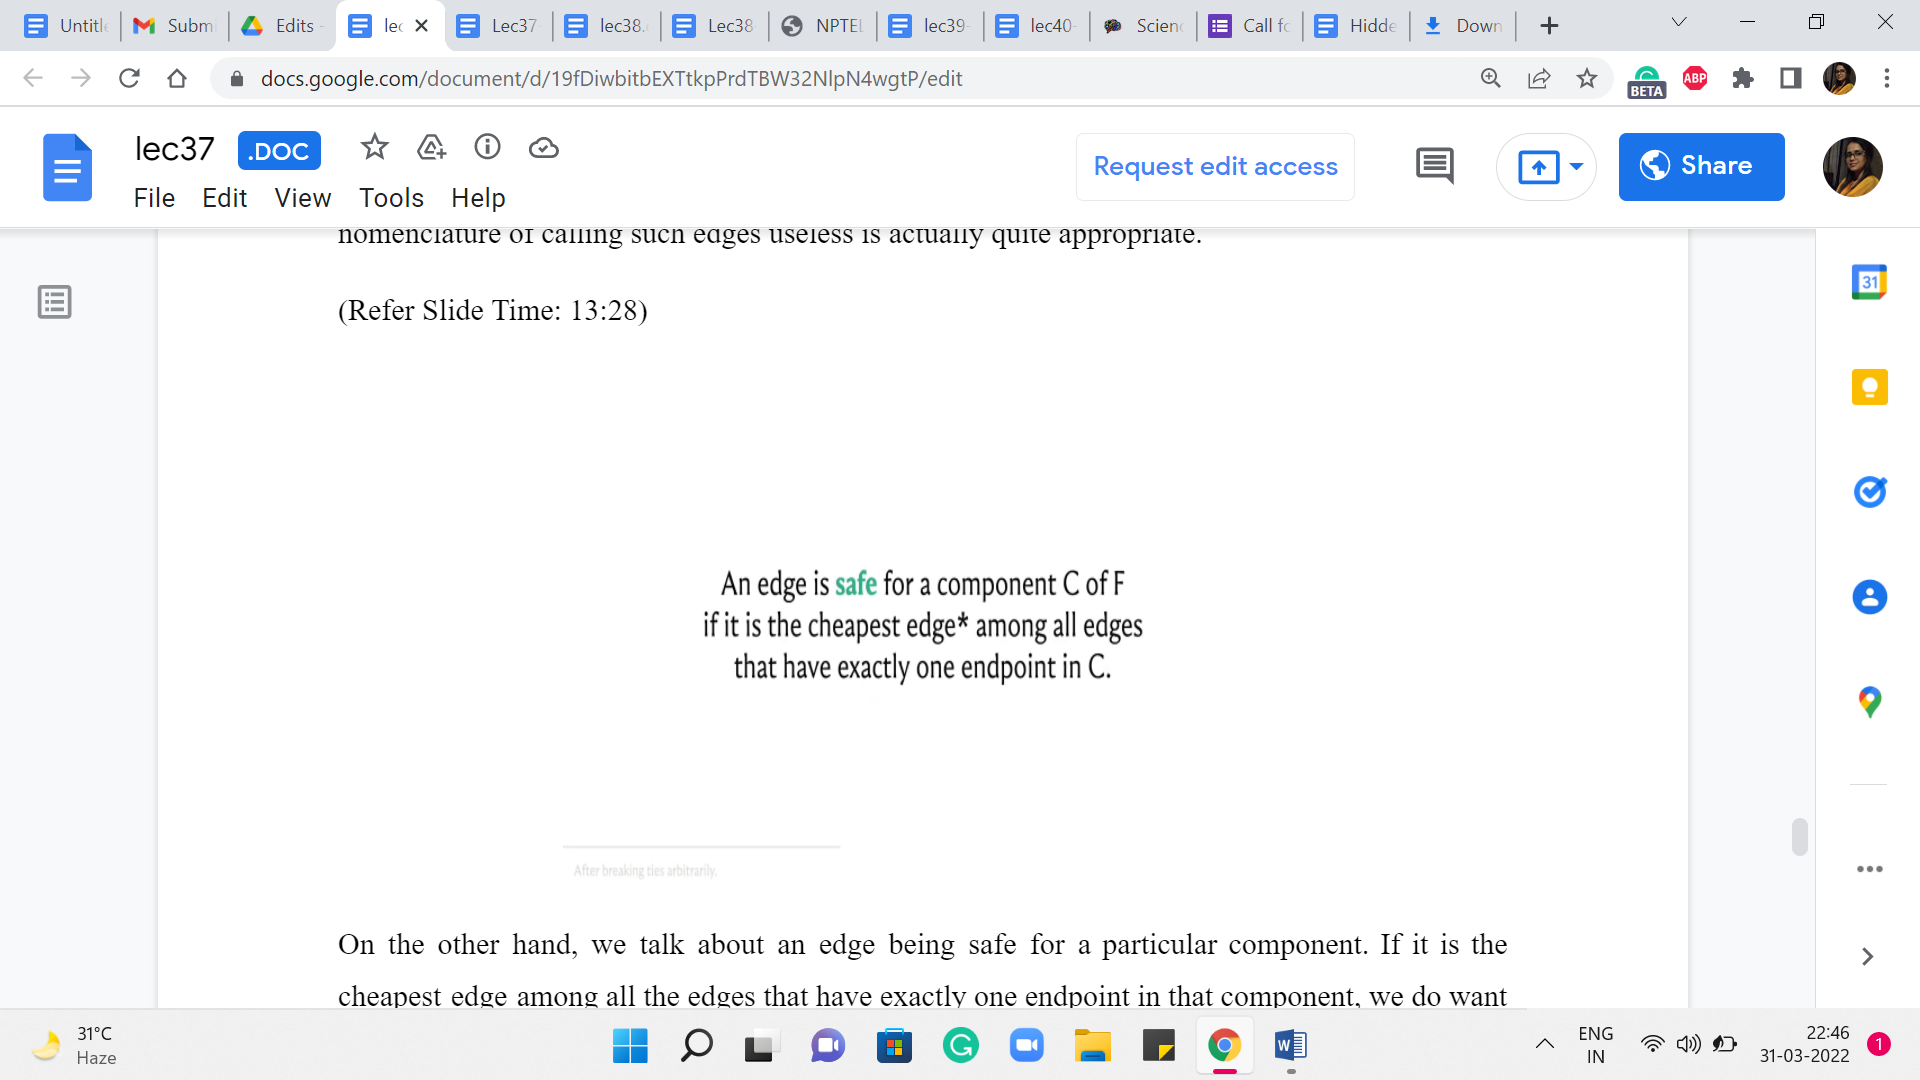 Untitle
Submi
Edits -
lec
Lec37-
lec38.
Lec38
NPTEL
lec39-
lec40-
Scienc
Call fo
Hidde
Down
docs.google.com/document/d/19fDiwbitbEXTtkpPrdTBW32NlpN4wgtP/edit
BETA
ABP
lec37 .DOC
File Edit View Tools Help
Request edit access
Share
nomenclature of calling such edges useless is actually quite appropriate.
(Refer Slide Time: 13:28)
An edge is safe for a component C of F
if it is the cheapest edge* among all edges
that have exactly one endpoint in C.
After breaking ties arbitrarily.
On the other hand, we talk about an edge being safe for a particular component. If it is the
cheapest edge among all the edges that have exactly one endpoint in that component, we do want
31
31°C
Haze
ENG
IN
22:46
31-03-2022
1